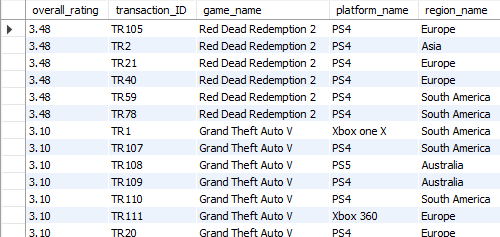 overall_rating transaction_ID game_name platform_name region_name
3.48 TR105 Red Dead Redemption 2 PS4 Europe
3.48 TR2 Red Dead Redemption 2 PS4 Asia
3.48 TR21 Red Dead Redemption 2 PS4 Europe
3.48 TR40 Red Dead Redemption 2 PS4 Europe
3.48 TR59 Red Dead Redemption 2 PS4 South America
3.48 TR78 Red Dead Redemption 2 PS4 South America
3.10 TR1 Grand Theft Auto V Xbox one X South America
3.10 TR107 Grand Theft Auto V PS4 South America
3.10 TR108 Grand Theft Auto V PS5 Australia
3.10 TR109 Grand Theft Auto V PS4 Australia
3.10 TR110 Grand Theft Auto V PS4 South America
3.10 TR111 Grand Theft Auto V Xbox 360 Europe
3.10 TR20 Grand Theft Auto V PS4 Europe